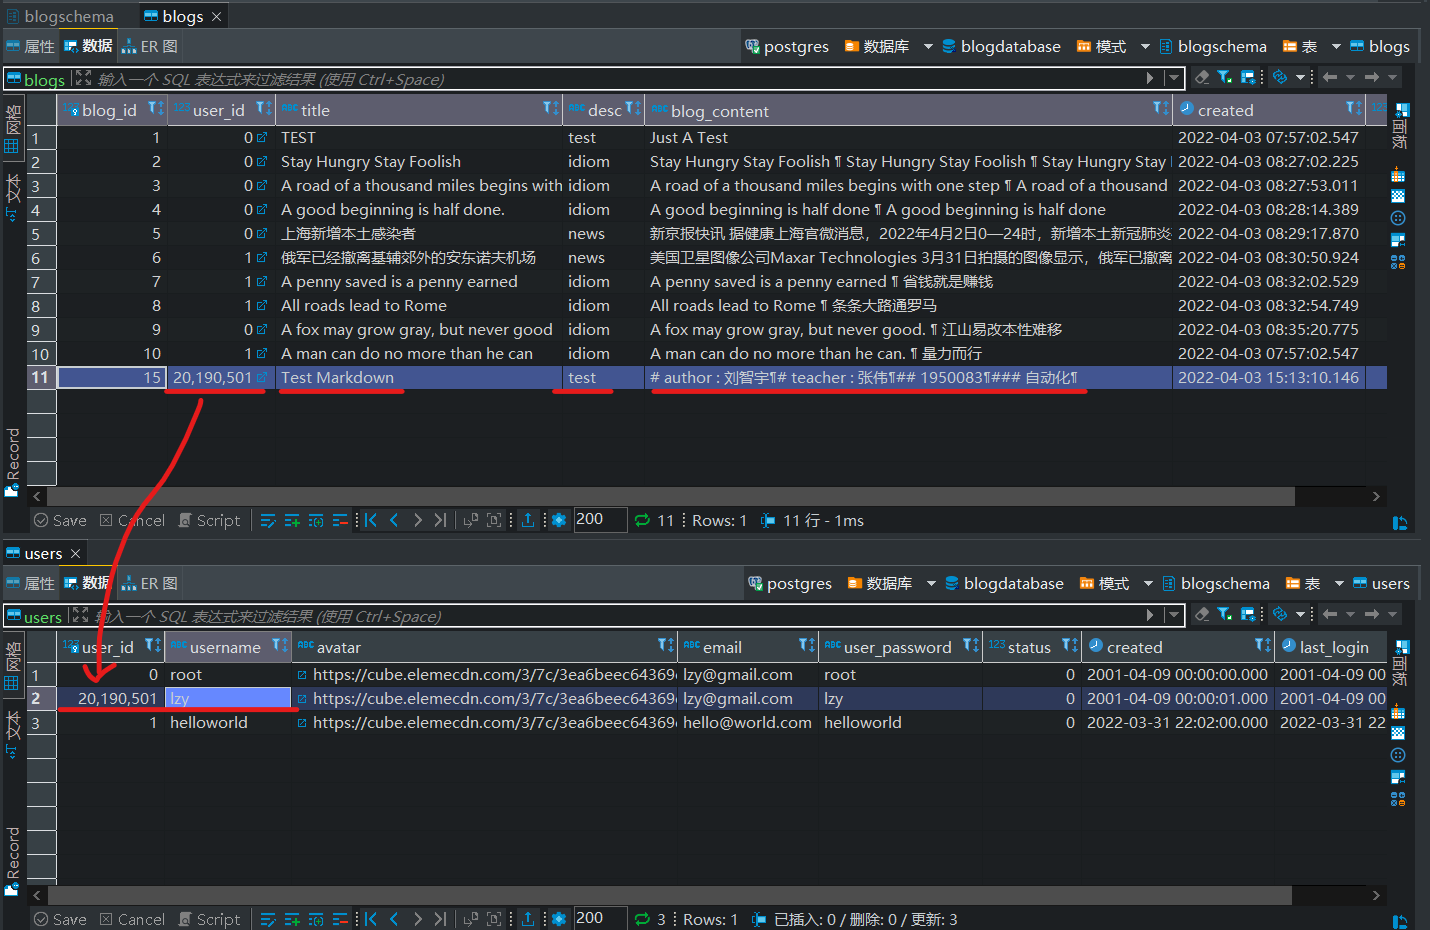 blogschema blogs
属性 数据 ER 图 postgres 数据库 blogdatabase 模式 blogschema 表 blogs
blogs 输入一个 SQL 表达式来过滤结果 (使用 Ctrl+Space)
网格
文本
Record
面板
123 blog_id 123 user_id ABC title ABC desc ABC blog_content created 123
1 1 0 TEST test Just A Test 2022-04-03 07:57:02.547
2 2 0 Stay Hungry Stay Foolish idiom Stay Hungry Stay Foolish ¶ Stay Hungry Stay Foolish ¶ Stay Hungry Stay 2022-04-03 08:27:02.225
3 3 0 A road of a thousand miles begins with idiom A road of a thousand miles begins with one step ¶ A road of a thousand 2022-04-03 08:27:53.011
4 4 0 A good beginning is half done. idiom A good beginning is half done ¶ A good beginning is half done 2022-04-03 08:28:14.389
5 5 0 上海新增本土感染者 news 新京报快讯 据健康上海官微消息，2022年4月2日0—24时，新增本土新冠肺炎 2022-04-03 08:29:17.870
6 6 1 俄军已经撤离基辅郊外的安东诺夫机场 news 美国卫星图像公司Maxar Technologies 3月31日拍摄的图像显示，俄军已撤离 2022-04-03 08:30:50.924
7 7 1 A penny saved is a penny earned idiom A penny saved is a penny earned ¶ 省钱就是赚钱 2022-04-03 08:32:02.529
8 8 1 All roads lead to Rome idiom All roads lead to Rome ¶ 条条大路通罗马 2022-04-03 08:32:54.749
9 9 0 A fox may grow gray, but never good idiom A fox may grow gray, but never good. ¶ 江山易改本性难移 2022-04-03 08:35:20.775
10 10 1 A man can do no more than he can idiom A man can do no more than he can. ¶ 量力而行 2022-04-03 07:57:02.547
11 15 20,190,501 Test Markdown test # author : 刘智宇¶# teacher : 张伟¶## 1950083¶### 自动化¶ 2022-04-03 15:13:10.146
Save Cancel Script 200 11 Rows: 1 11 行 - 1ms
users
属性 数据 ER 图 postgres 数据库 blogdatabase 模式 blogschema 表 users
users 输入一个 SQL 表达式来过滤结果 (使用 Ctrl+Space)
网格
文本
Record
面板
123 user_id ABC username ABC avatar ABC email ABC user_password 123 status created last_login
1 0 root https://cube.elemecdn.com/3/7c/3ea6beec64369 lzy@gmail.com root 0 2001-04-09 00:00:00.000 2001-04-09 00
2 20,190,501 lzy https://cube.elemecdn.com/3/7c/3ea6beec64369 lzy@gmail.com lzy 0 2001-04-09 00:00:01.000 2001-04-09 00
3 1 helloworld https://cube.elemecdn.com/3/7c/3ea6beec64369 hello@world.com helloworld 0 2022-03-31 22:02:00.000 2022-03-31 22
Save Cancel Script 200 3 Rows: 1 已插入: 0 / 删除: 0 / 更新: 3